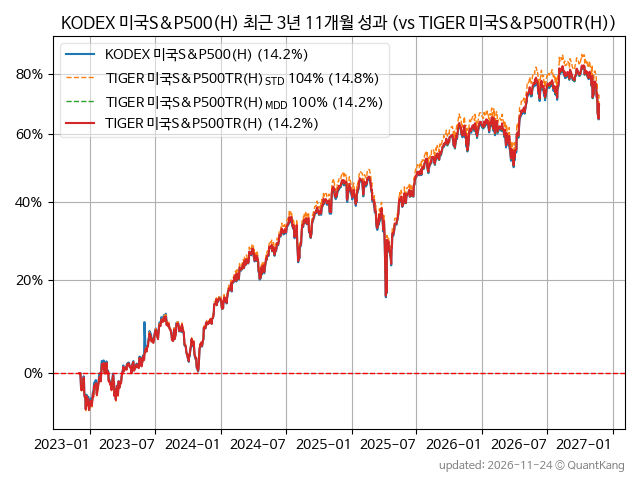 KODEX 미국S&P500(H) 최근 3년 11개월 성과 (vs TIGER 미국S&P500TR(H))
KODEX 미국S&P500(H) (14.2%)
TIGER 미국S&P500TR(H) STD 104% (14.8%)
TIGER 미국S&P500TR(H) MDD 100% (14.2%)
TIGER 미국S&P500TR(H) (14.2%)
80%
60%
40%
20%
0%
2023-01 2023-07 2024-01 2024-07 2025-01 2025-07 2026-01 2026-07 2027-01
updated: 2026-11-24 © QuantKang